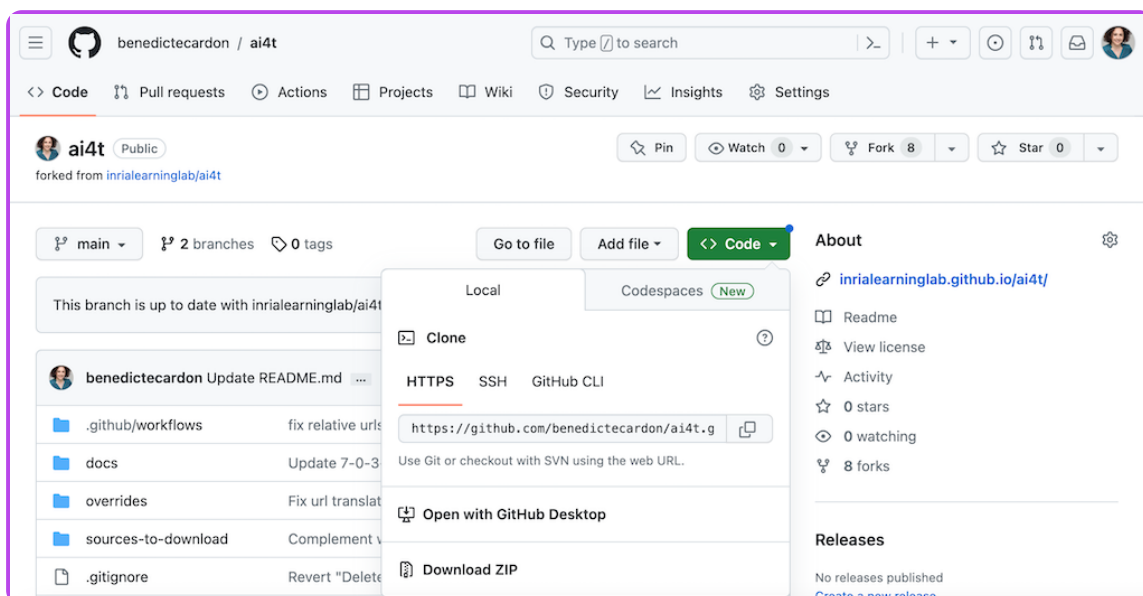 benedictecardon / ai4t
Type / to search
Code Pull requests Actions Projects Wiki Security Insights Settings
ai4t Public
Pin Watch 0 Fork 8 Star 0
forked from inrialearninglab/ai4t
main 2 branches 0 tags
Go to file Add file Code
About
inrialearninglab.github.io/ai4t/
Readme
View license
Activity
0 stars
0 watching
8 forks
Releases
No releases published
Create a new release
Local Codespaces New
Clone
HTTPS SSH GitHub CLI
https://github.com/benedictecardon/ai4t.g
Use Git or checkout with SVN using the web URL.
Open with GitHub Desktop
Download ZIP
This branch is up to date with inrialearninglab/ai4t
benedictecardon Update README.md ...
.github/workflows fix relative urls
docs Update 7-0-3
overrides Fix url translat
sources-to-download Complement
.gitignore Revert "Delete